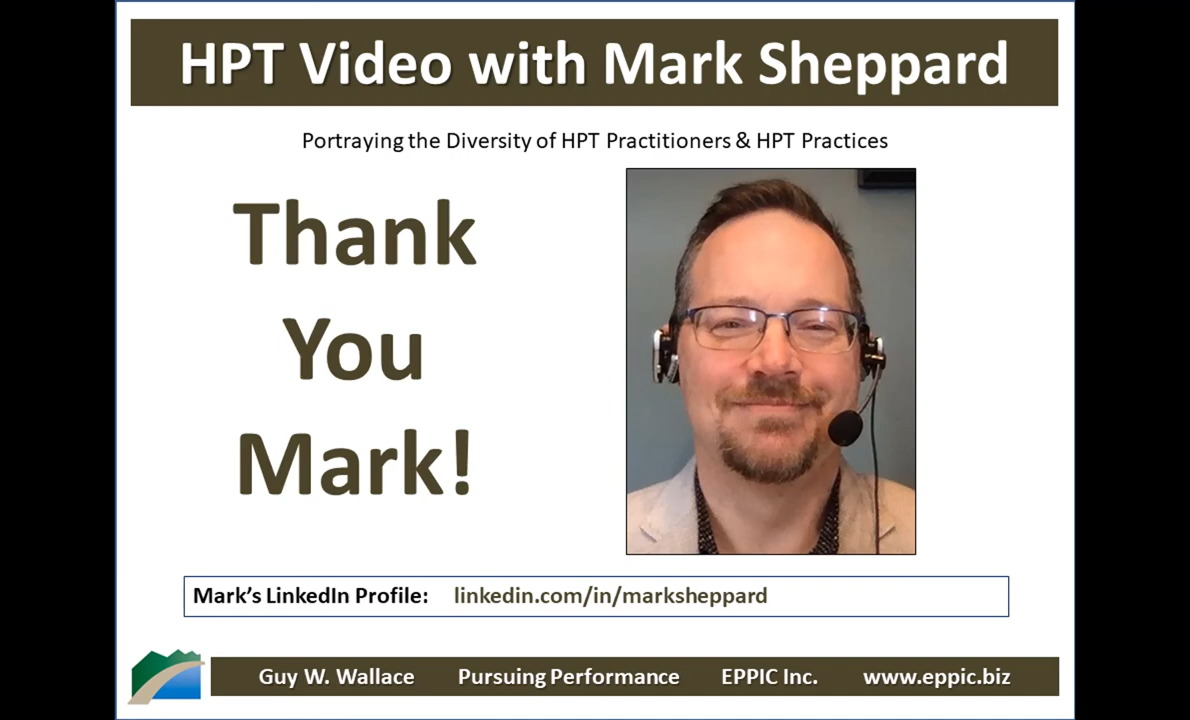 HPT Video with Mark Sheppard
Portraying the Diversity of HPT Practitioners & HPT Practices
Thank
You
Mark!
Mark’s LinkedIn Profile: linkedin.com/in/marksheppard
Guy W. Wallace Pursuing Performance EPPIC Inc. www.eppic.biz